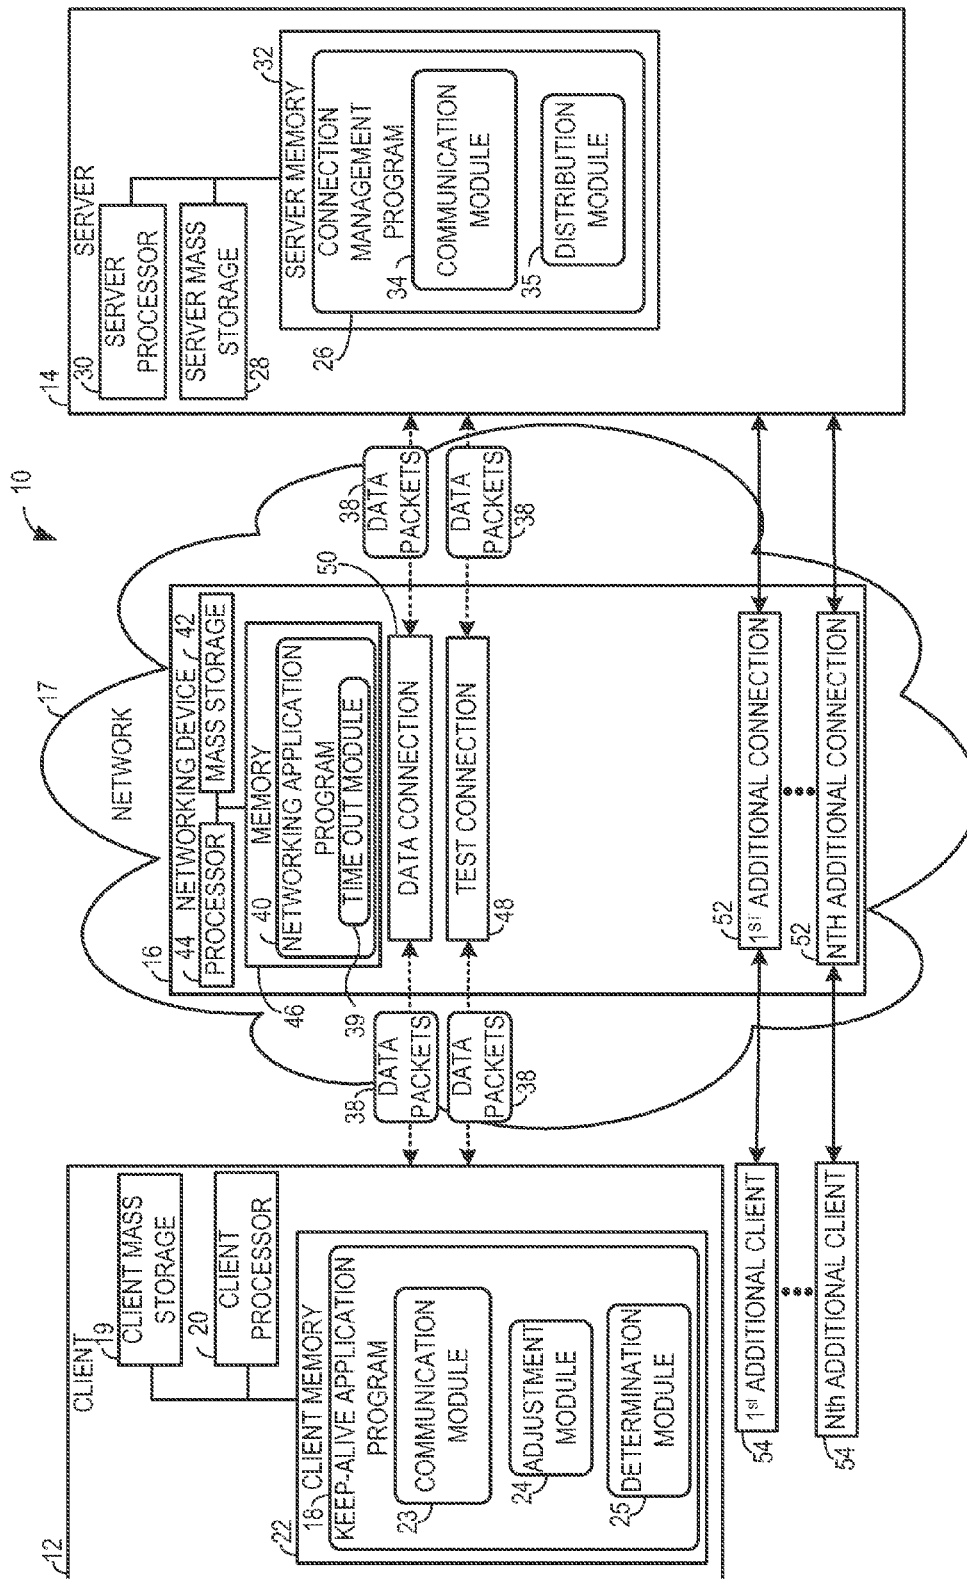 10
12
CLIENT
19
CLIENT MASS
STORAGE
20
CLIENT
PROCESSOR
22
CLIENT MEMORY
18
KEEP-ALIVE APPLICATION
PROGRAM
23
COMMUNICATION
MODULE
24
ADJUSTMENT
MODULE
25
DETERMINATION
MODULE
54
1ST ADDITIONAL CLIENT
54
Nth ADDITIONAL CLIENT
38
DATA
PACKETS
DATA
PACKETS
38
17
NETWORK
16
NETWORKING DEVICE
44
PROCESSOR
42
MASS STORAGE
46
MEMORY
40
NETWORKING APPLICATION
PROGRAM
TIME OUT MODULE
39
50
DATA CONNECTION
TEST CONNECTION
48
52
1ST ADDITIONAL CONNECTION
52
NTH ADDITIONAL CONNECTION
38
DATA
PACKETS
DATA
PACKETS
38
14
SERVER
30
SERVER
PROCESSOR
SERVER MASS
STORAGE
28
32
SERVER MEMORY
CONNECTION
MANAGEMENT
PROGRAM
26
34
COMMUNICATION
MODULE
35
DISTRIBUTION
MODULE